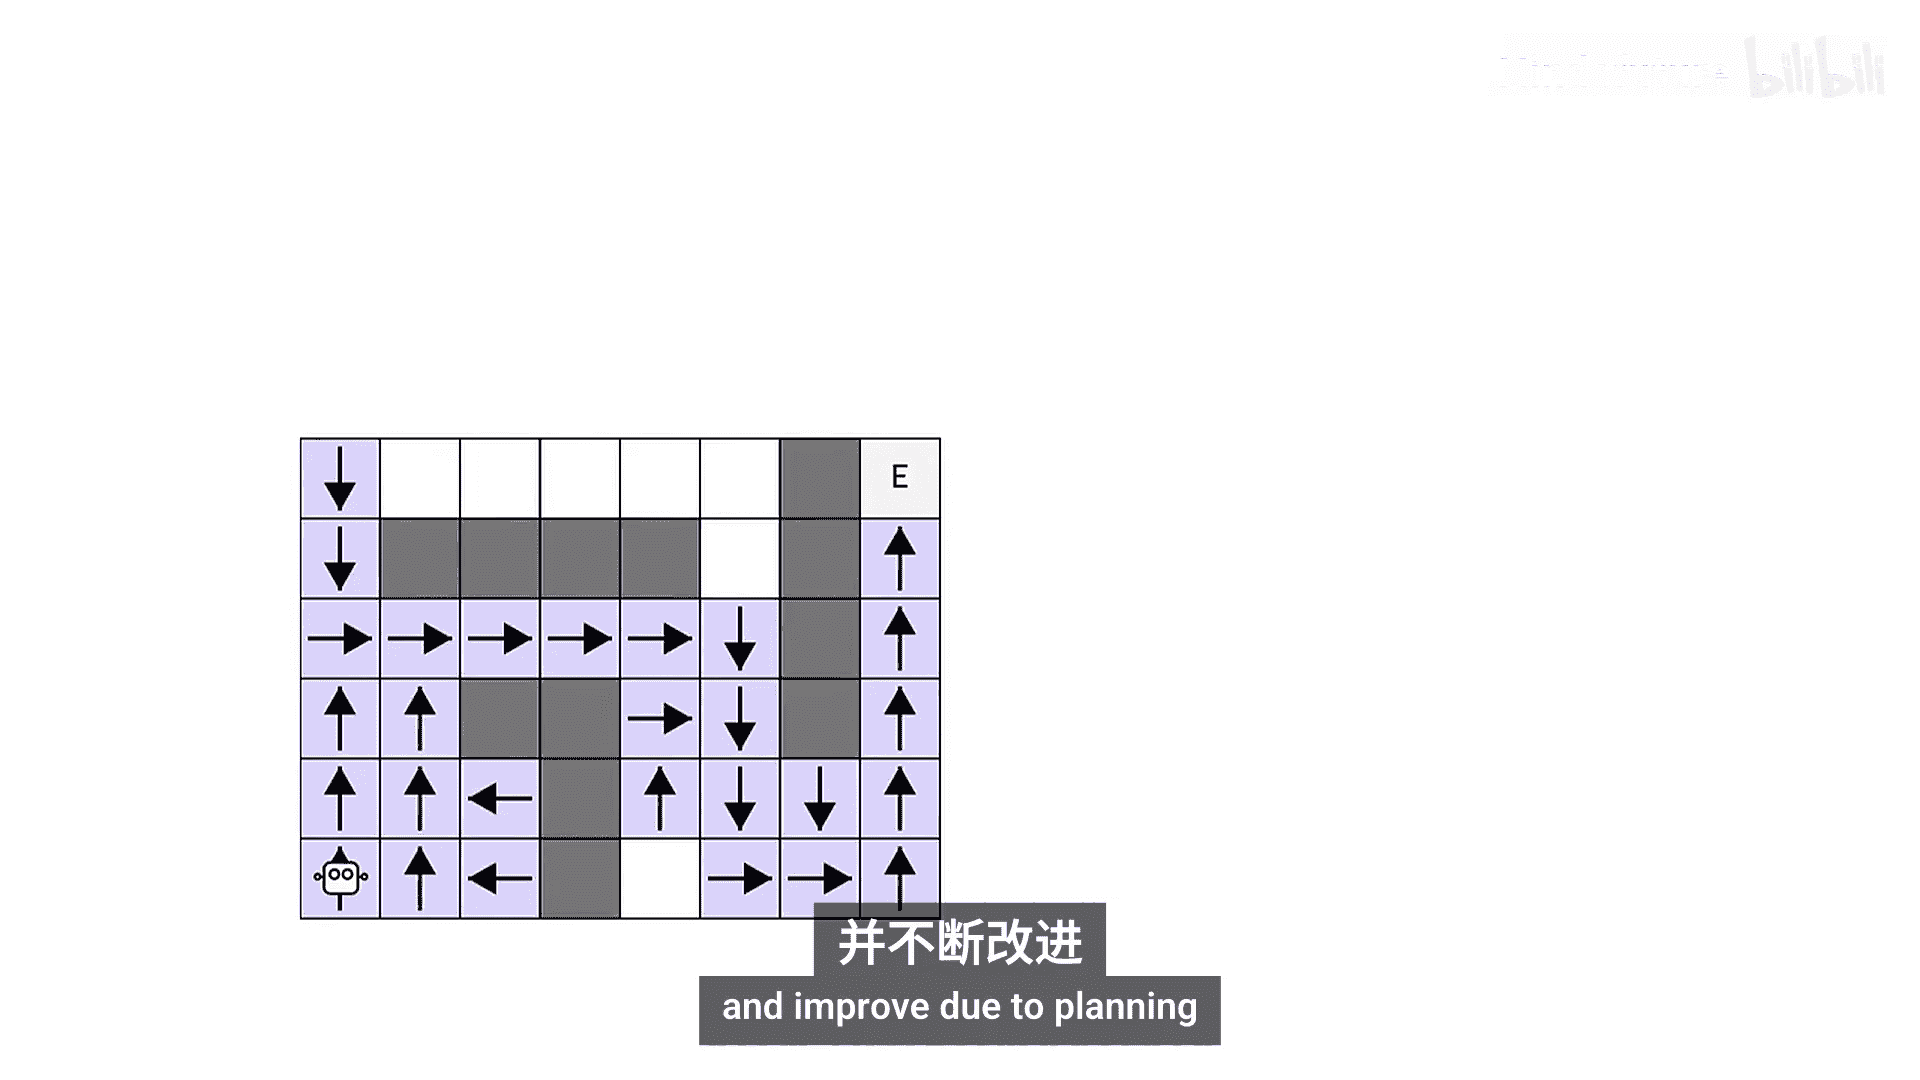 bilibili
E
并不断改进
and improve due to planning